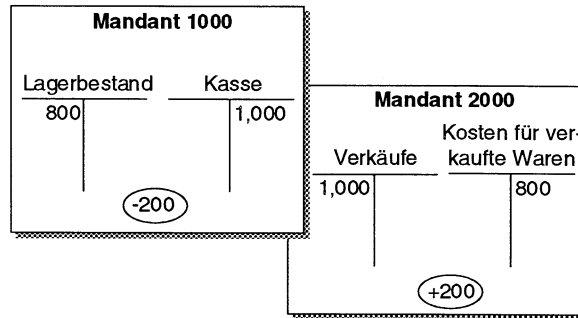 Mandant 1000
Lagerbestand Kasse
800 1,000
-200
Mandant 2000
Kosten für ver-
Verkäufe kaufte Waren
1,000 800
+200